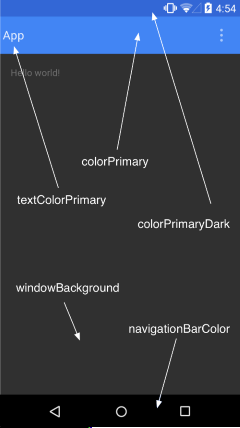 4:54
App
Hello world!
colorPrimary
textColorPrimary
colorPrimaryDark
windowBackground
navigationBarColor